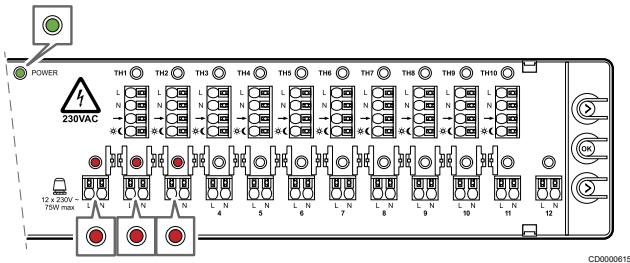 POWER
TH1 TH2 TH3 TH4 TH5 TH6 TH7 TH8 TH9 TH10
230VAC
L
N
L L L L L L L L L
N N N N N N N N N
12 x 230V ~
75W max
L N L N L N L N L N L N L N L N L N L N L N L N
4 5 6 7 8 9 10 11 12
OK
CD0000615